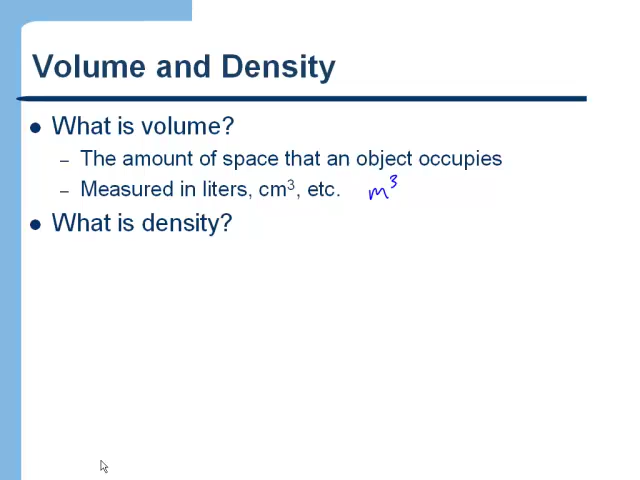 Volume and Density
What is volume?
– The amount of space that an object occupies
– Measured in liters, cm³, etc. m³
What is density?